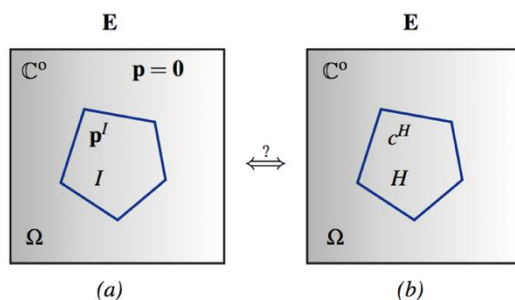 E E
ℂ° p = 0 ℂ°
p^I ? c^H
I ⟺ H
Ω Ω
(a) (b)